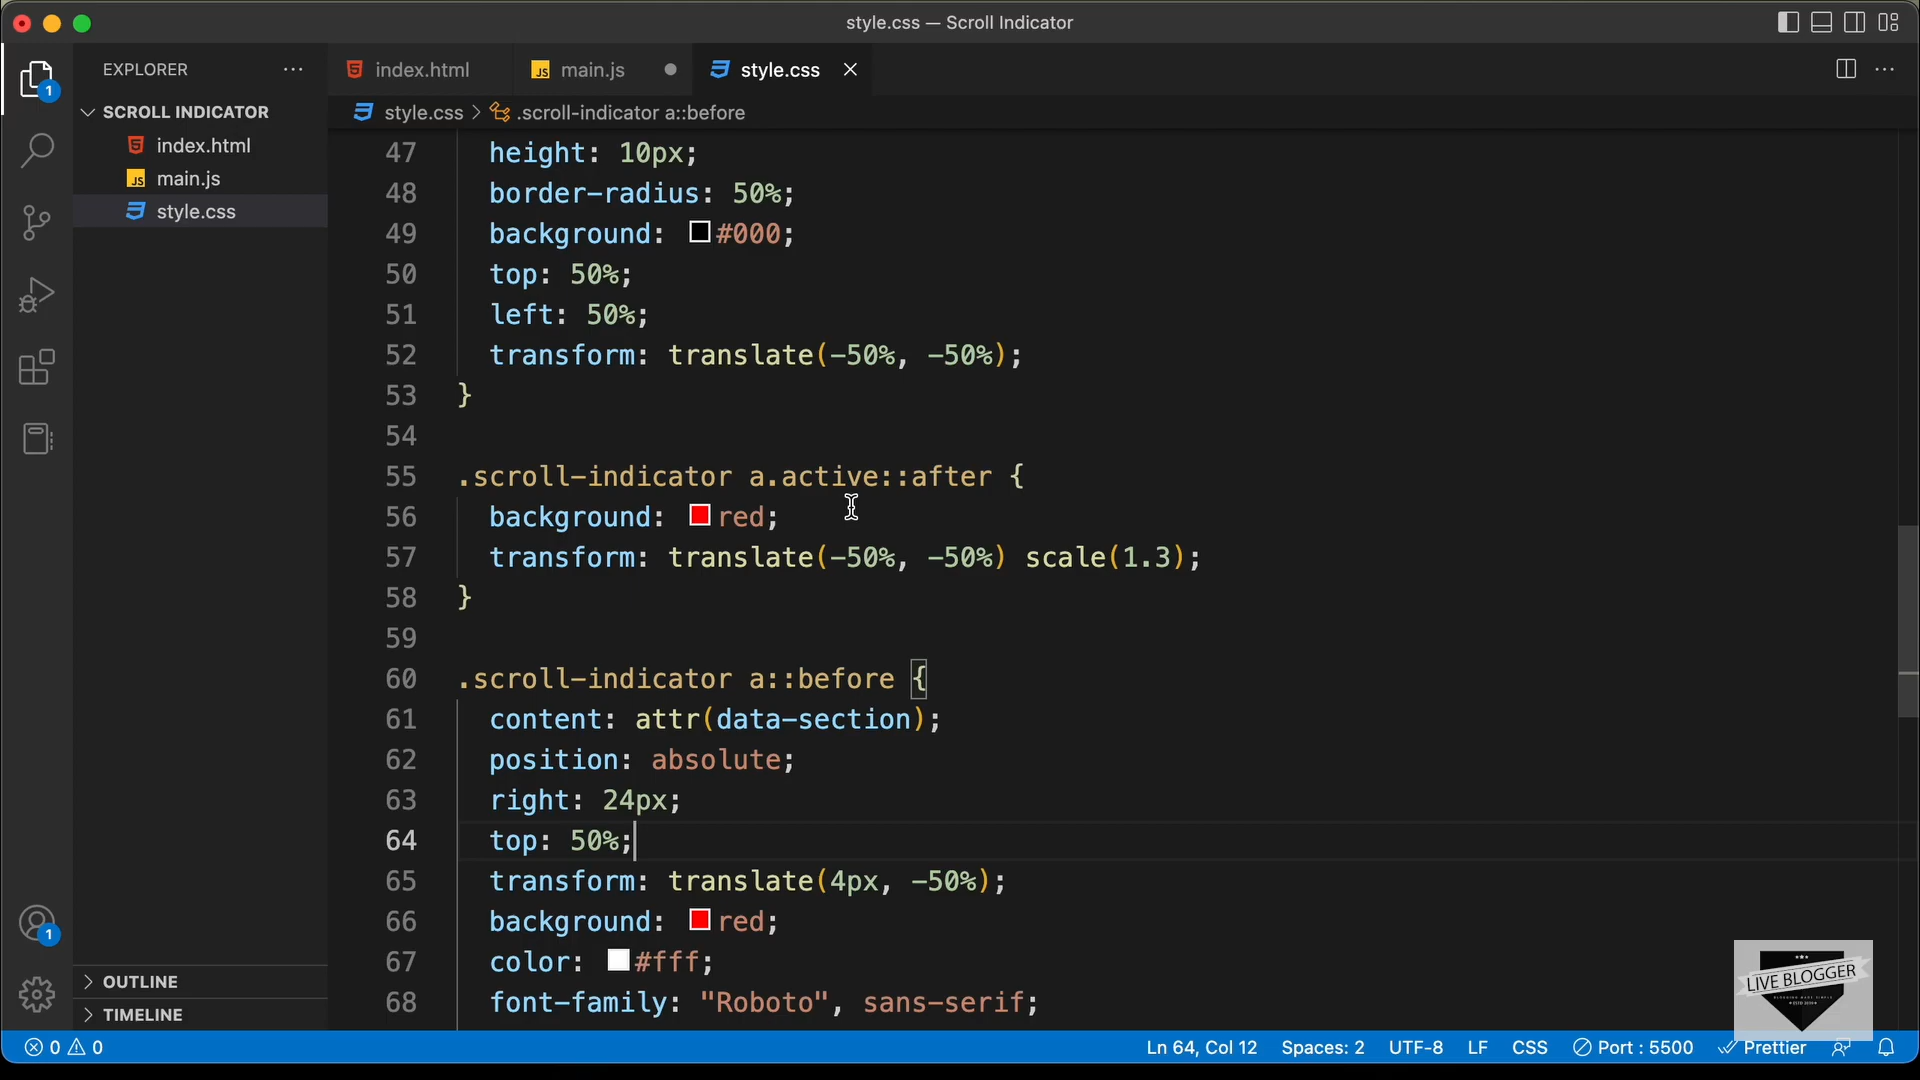 style.css — Scroll Indicator
EXPLORER
index.html
main.js
style.css
SCROLL INDICATOR
style.css > .scroll-indicator a::before
index.html
main.js
style.css
47 height: 10px;
48 border-radius: 50%;
49 background: #000;
50 top: 50%;
51 left: 50%;
52 transform: translate(-50%, -50%);
53 }
54
55 .scroll-indicator a.active::after {
56 background: red;
57 transform: translate(-50%, -50%) scale(1.3);
58 }
59
60 .scroll-indicator a::before {
61 content: attr(data-section);
62 position: absolute;
63 right: 24px;
64 top: 50%;
65 transform: translate(4px, -50%);
66 background: red;
67 color: #fff;
68 font-family: "Roboto", sans-serif;
1
1
OUTLINE
TIMELINE
LIVE BLOGGER
0 0
Ln 64, Col 12 Spaces: 2 UTF-8 LF CSS Port : 5500 Prettier